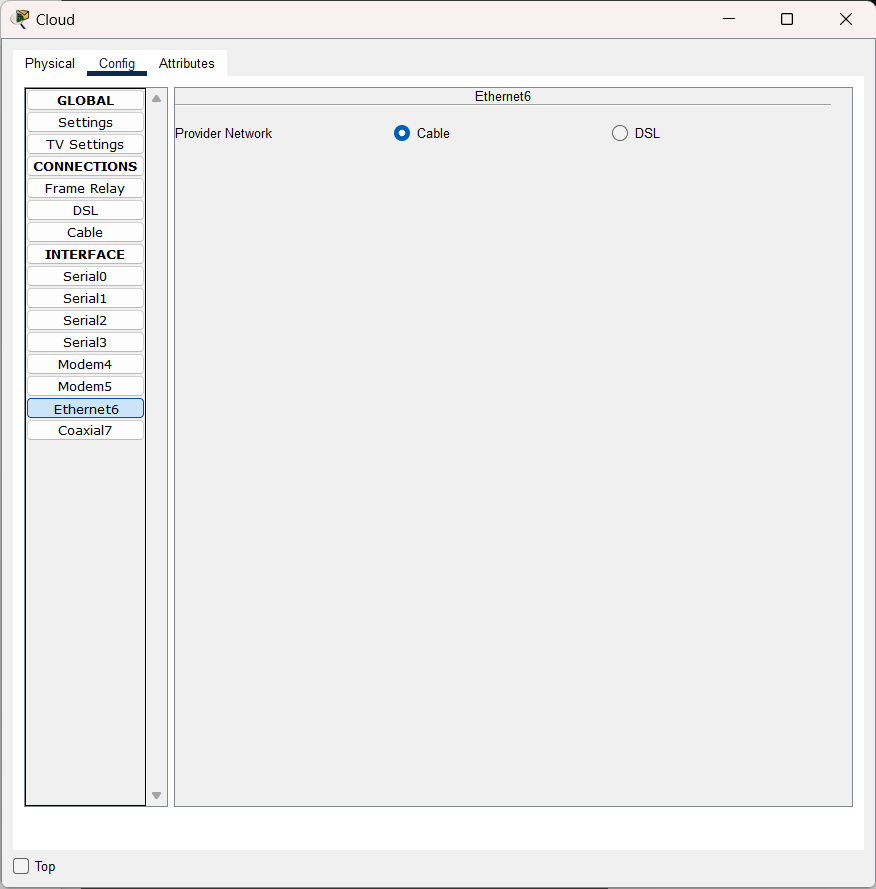 Cloud
Physical Config Attributes
GLOBAL
Settings
TV Settings
CONNECTIONS
Frame Relay
DSL
Cable
INTERFACE
Serial0
Serial1
Serial2
Serial3
Modem4
Modem5
Ethernet6
Coaxial7
Ethernet6
Provider Network Cable DSL
Top